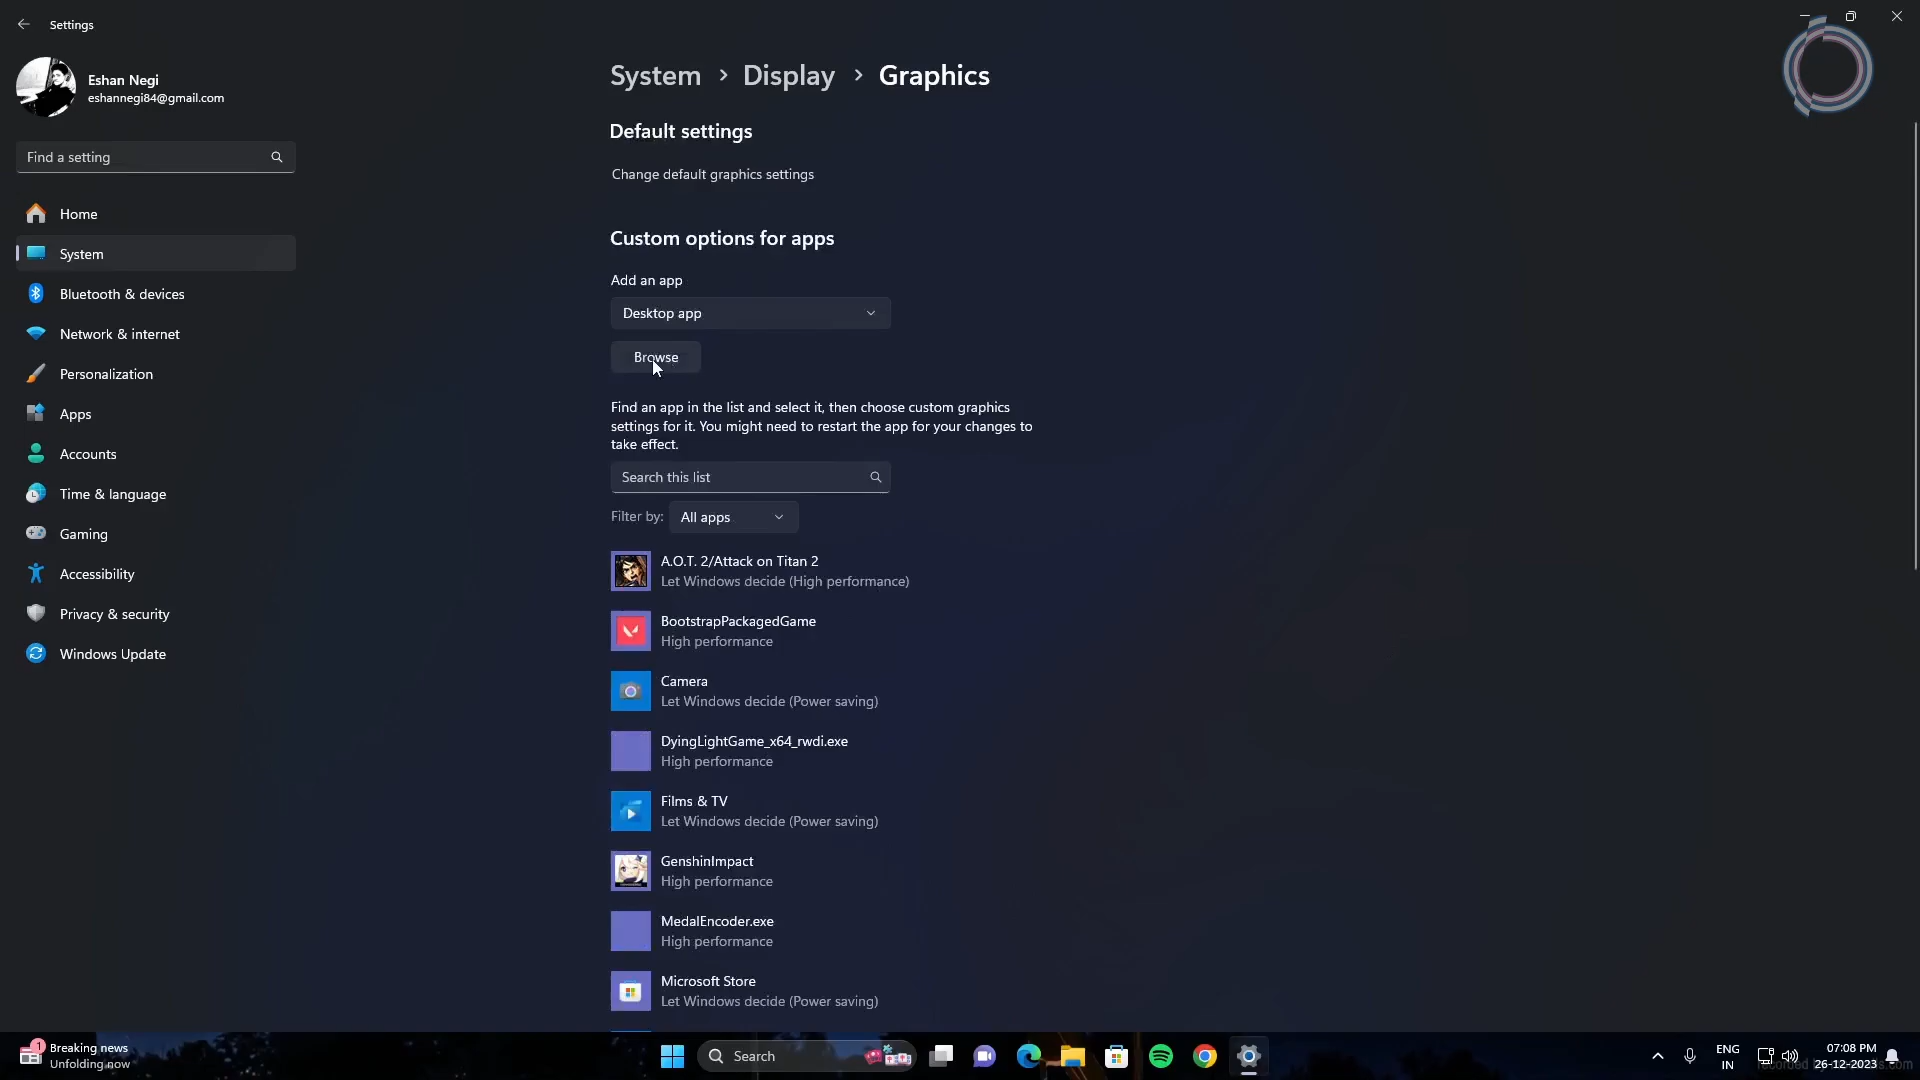 Settings
Eshan Negi
eshannegi84@gmail.com
Find a setting
Home
System
Bluetooth & devices
Network & internet
Personalization
Apps
Accounts
Time & language
Gaming
Accessibility
Privacy & security
Windows Update
System > Display > Graphics
Default settings
Change default graphics settings
Custom options for apps
Add an app
Desktop app
Browse
Find an app in the list and select it, then choose custom graphics
settings for it. You might need to restart the app for your changes to
take effect.
Search this list
Filter by: All apps
A.O.T. 2/Attack on Titan 2
Let Windows decide (High performance)
BootstrapPackagedGame
High performance
Camera
Let Windows decide (Power saving)
DyingLightGame_x64_rwdi.exe
High performance
Films & TV
Let Windows decide (Power saving)
GenshinImpact
High performance
MedalEncoder.exe
High performance
Microsoft Store
Let Windows decide (Power saving)
1
Breaking news
Unfolding now
Search
ENG
IN
07:08 PM
26-12-2023